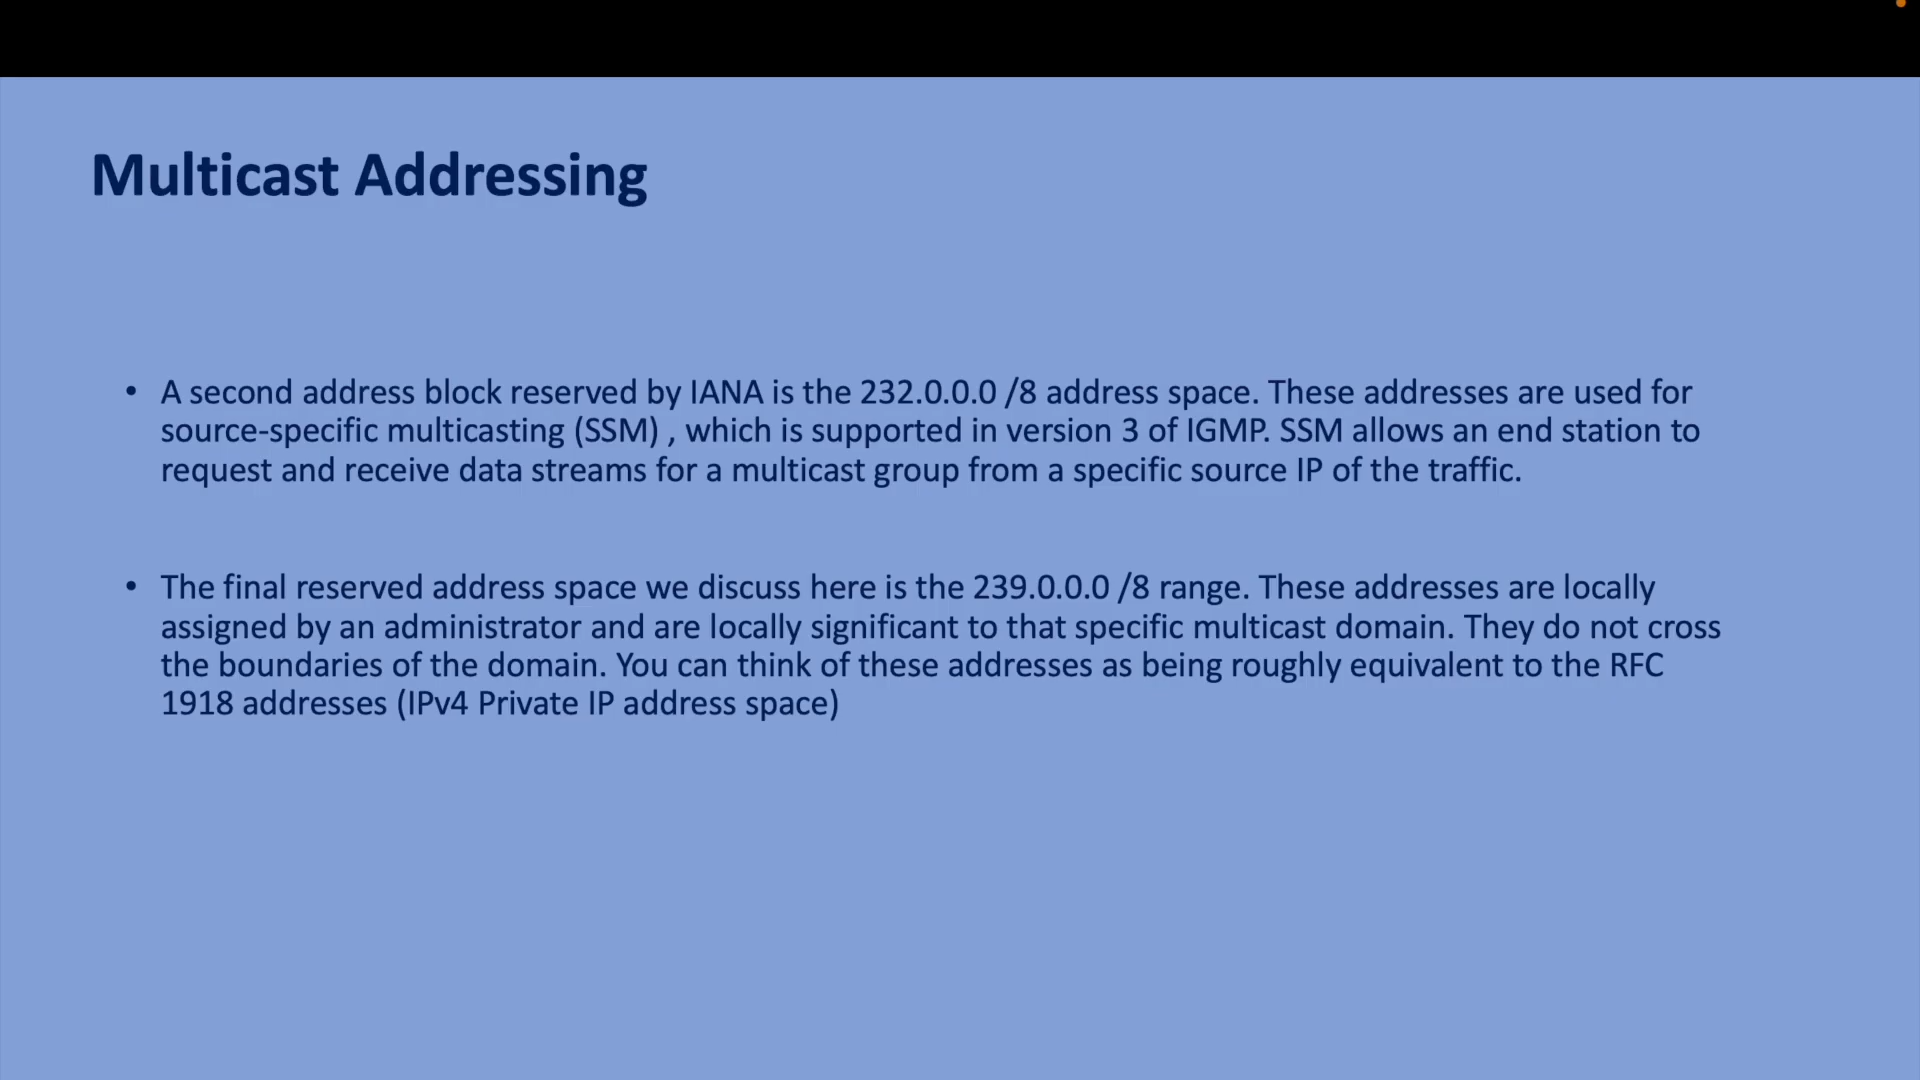 Multicast Addressing
• A second address block reserved by IANA is the 232.0.0.0 /8 address space. These addresses are used for
source-specific multicasting (SSM) , which is supported in version 3 of IGMP. SSM allows an end station to
request and receive data streams for a multicast group from a specific source IP of the traffic.
• The final reserved address space we discuss here is the 239.0.0.0 /8 range. These addresses are locally
assigned by an administrator and are locally significant to that specific multicast domain. They do not cross
the boundaries of the domain. You can think of these addresses as being roughly equivalent to the RFC
1918 addresses (IPv4 Private IP address space)